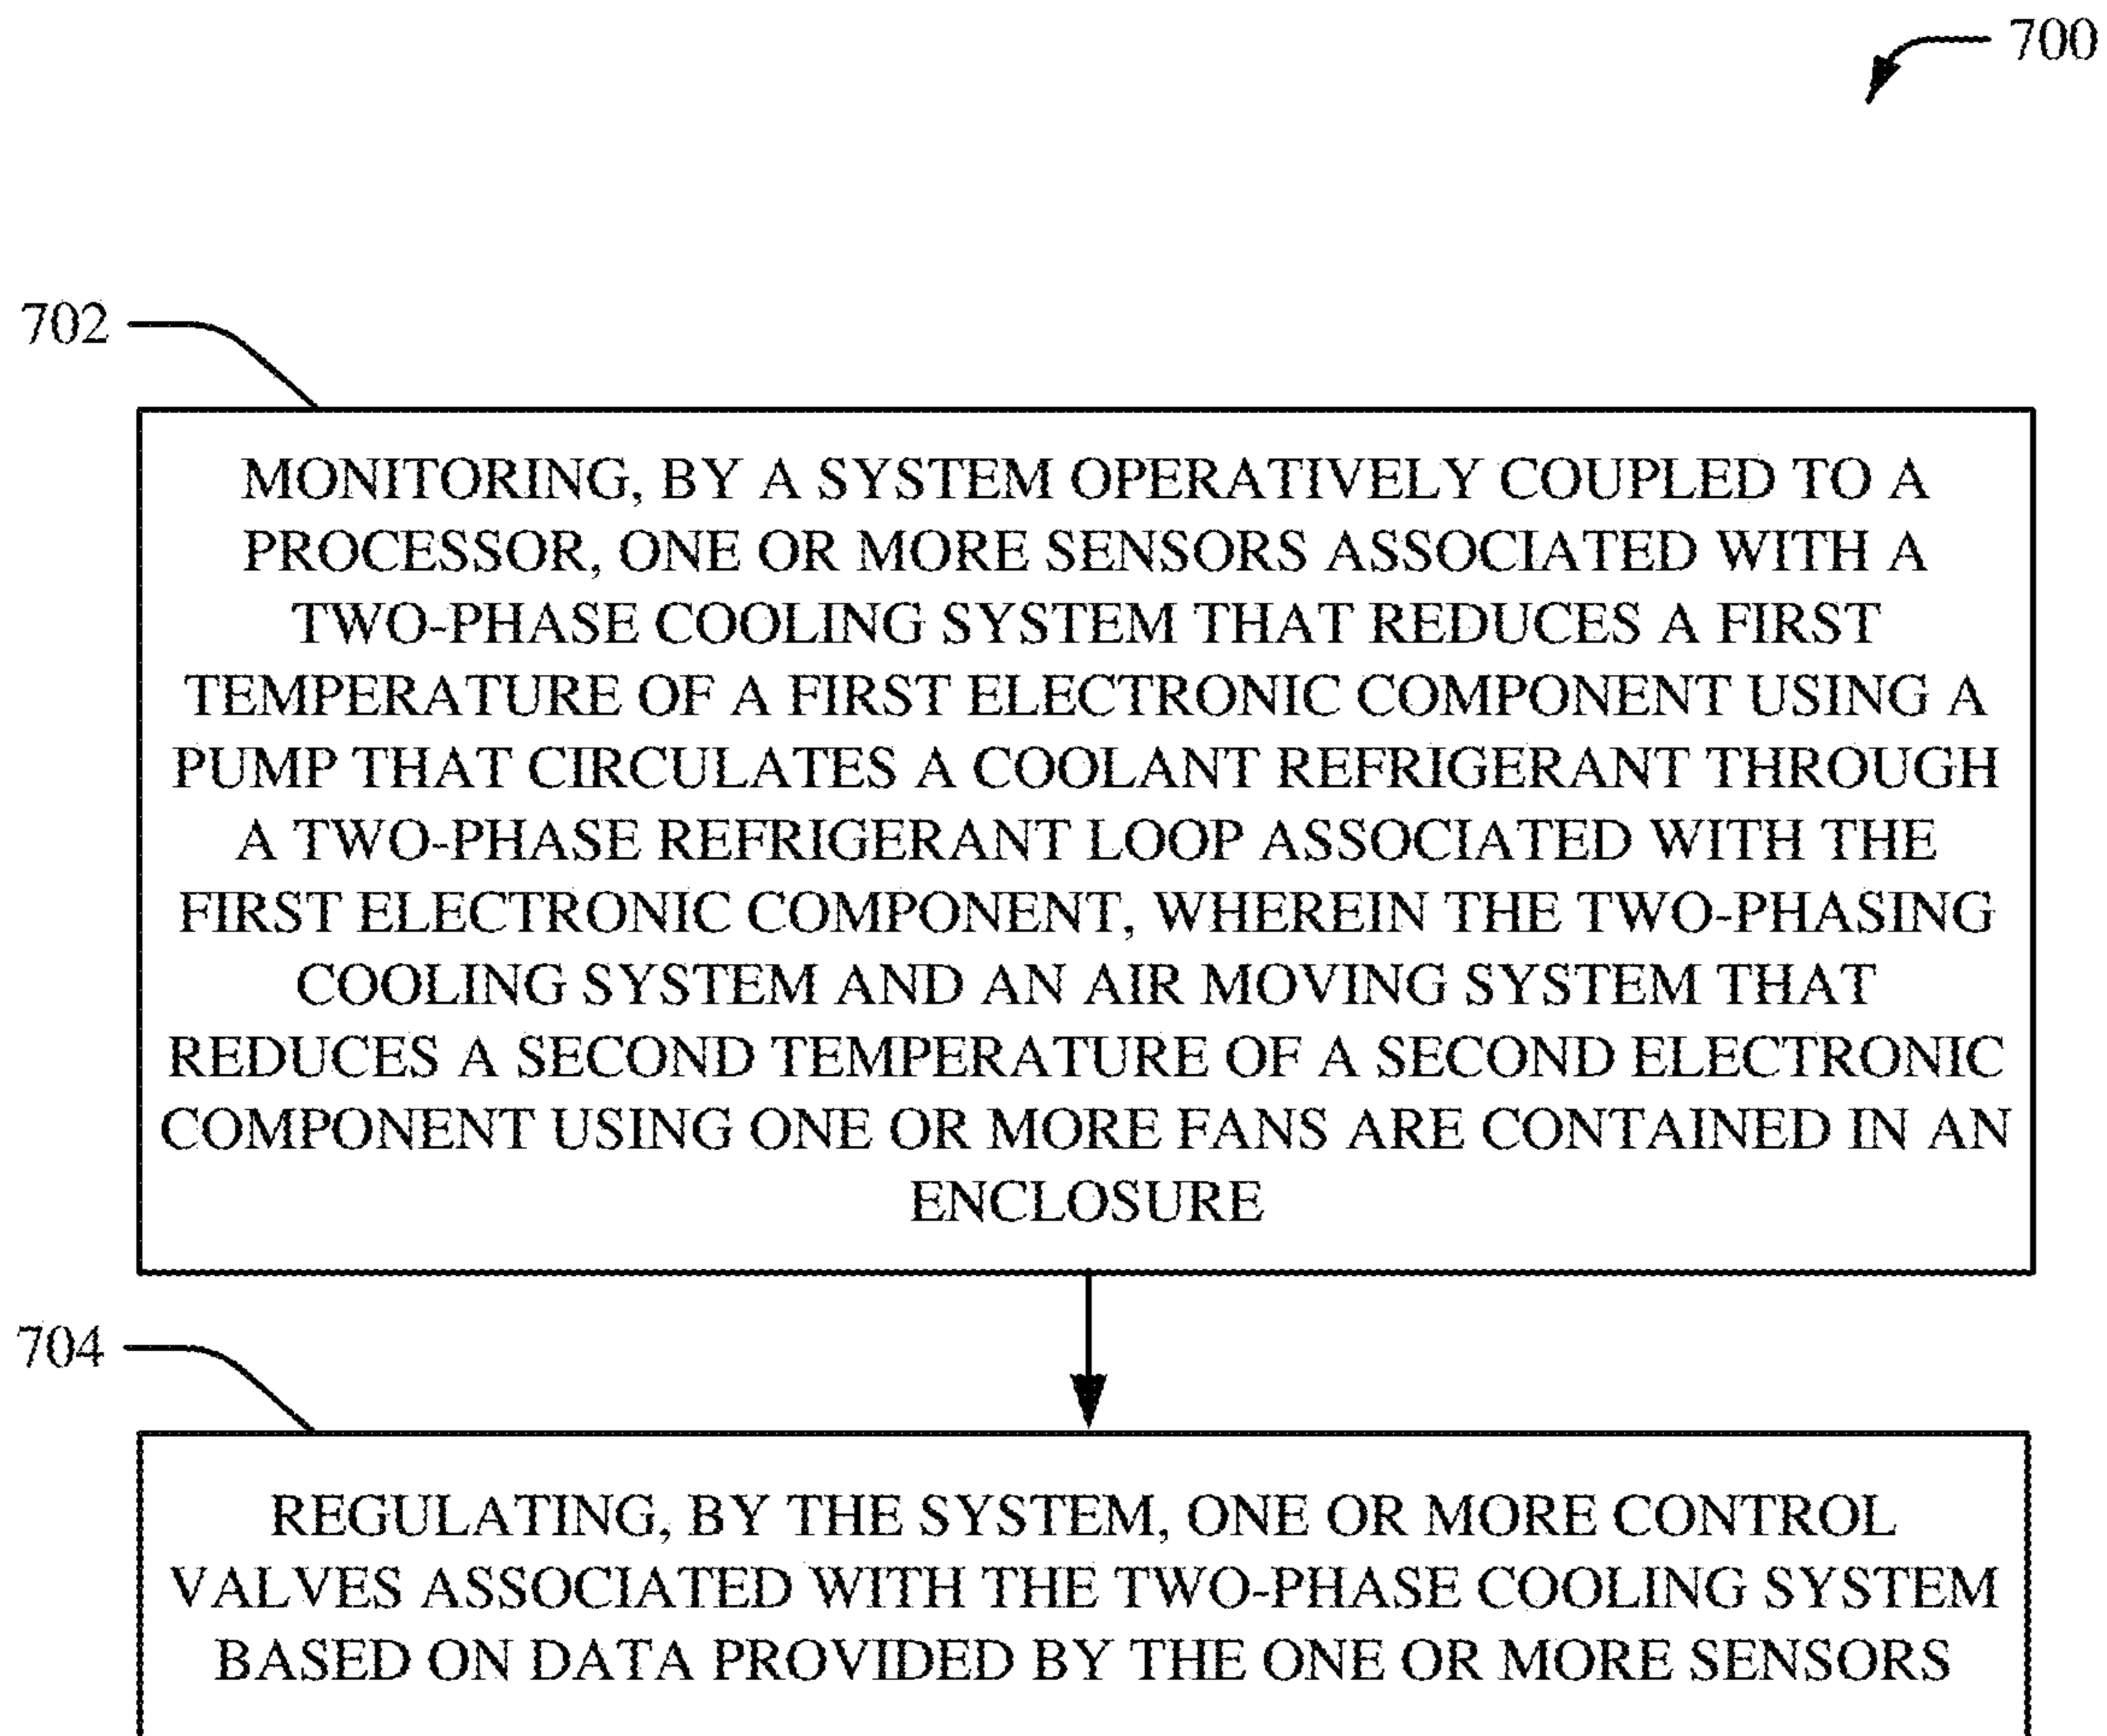 700
702
MONITORING, BY A SYSTEM OPERATIVELY COUPLED TO A
PROCESSOR, ONE OR MORE SENSORS ASSOCIATED WITH A
TWO-PHASE COOLING SYSTEM THAT REDUCES A FIRST
TEMPERATURE OF A FIRST ELECTRONIC COMPONENT USING A
PUMP THAT CIRCULATES A COOLANT REFRIGERANT THROUGH
A TWO-PHASE REFRIGERANT LOOP ASSOCIATED WITH THE
FIRST ELECTRONIC COMPONENT, WHEREIN THE TWO-PHASING
COOLING SYSTEM AND AN AIR MOVING SYSTEM THAT
REDUCES A SECOND TEMPERATURE OF A SECOND ELECTRONIC
COMPONENT USING ONE OR MORE FANS ARE CONTAINED IN AN
ENCLOSURE
704
REGULATING, BY THE SYSTEM, ONE OR MORE CONTROL
VALVES ASSOCIATED WITH THE TWO-PHASE COOLING SYSTEM
BASED ON DATA PROVIDED BY THE ONE OR MORE SENSORS